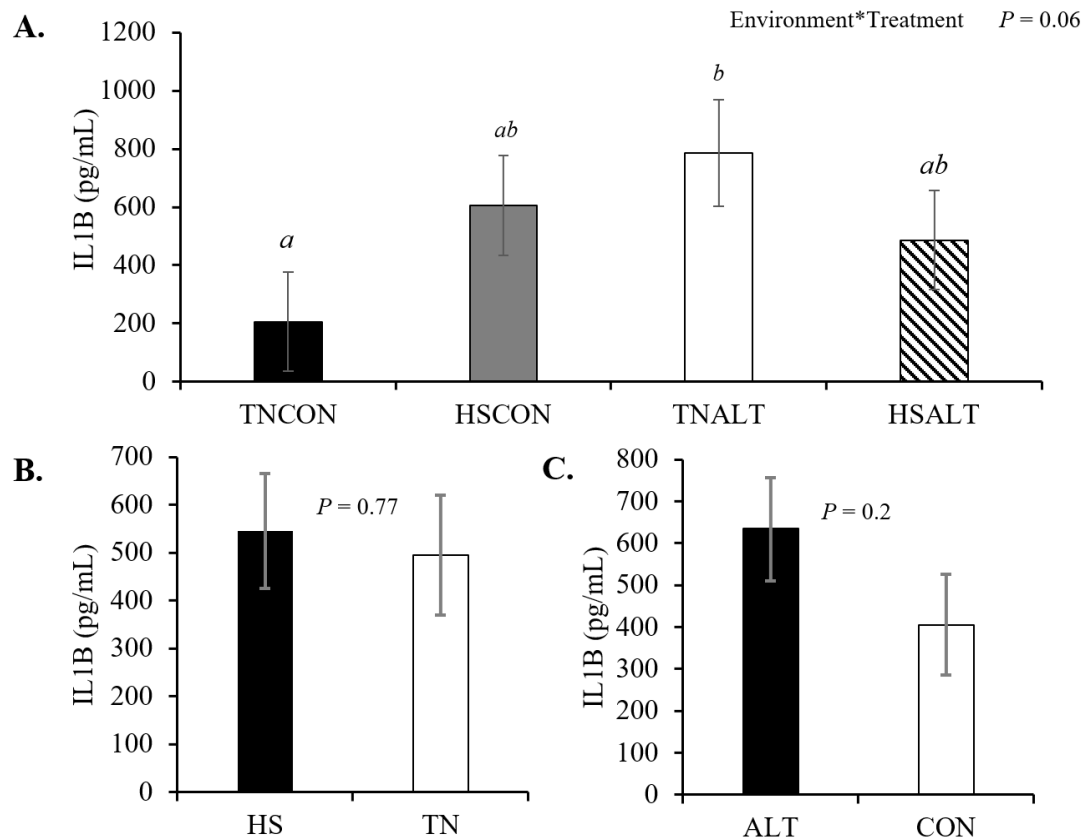 A.
Environment*Treatment P = 0.06
IL1B (pg/mL)
1200
1000
800
600
400
200
0
a
ab
b
ab
TNCON HSCON TNALT HSALT
B.
IL1B (pg/mL)
700
600
500
400
300
200
100
0
P = 0.77
HS TN
C.
IL1B (pg/mL)
800
700
600
500
400
300
200
100
0
P = 0.2
ALT CON